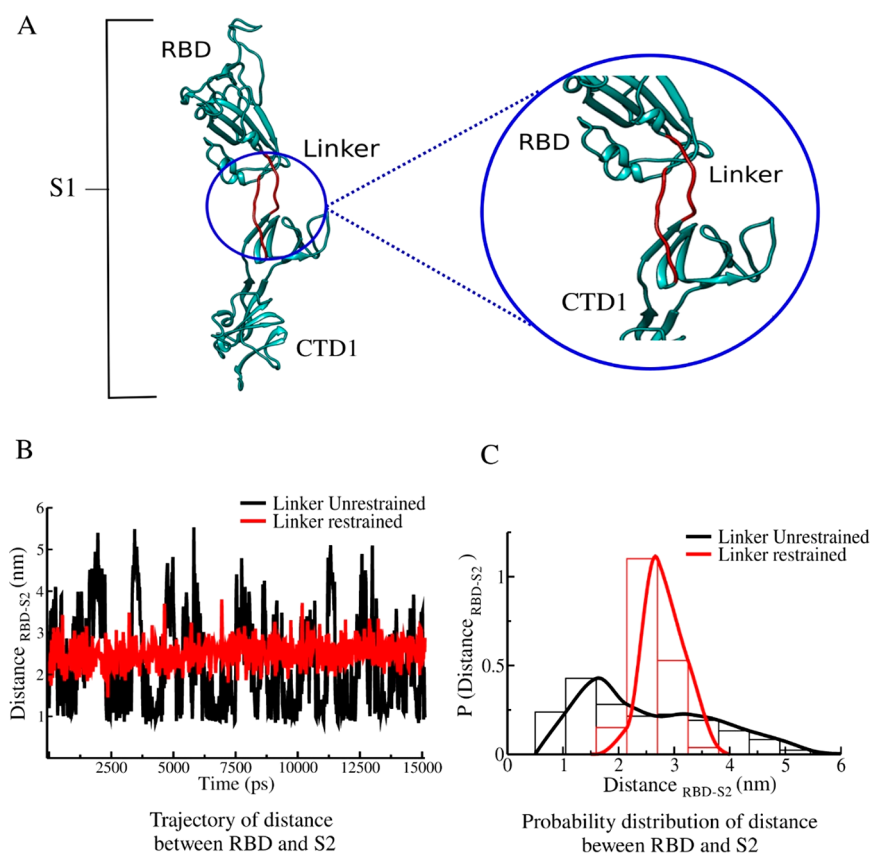 A
RBD
Linker
S1
CTD1
RBD
Linker
CTD1
B
Linker Unrestrained
Linker restrained
Distance RBD-S2 (nm)
6
5
4
3
2
1
2500 5000 7500 10000 12500 15000
Time (ps)
Trajectory of distance
between RBD and S2
C
Linker Unrestrained
Linker restrained
P (Distance RBD-S2)
1
0.5
0
0 1 2 3 4 5 6
Distance RBD-S2 (nm)
Probability distribution of distance
beween RBD and S2